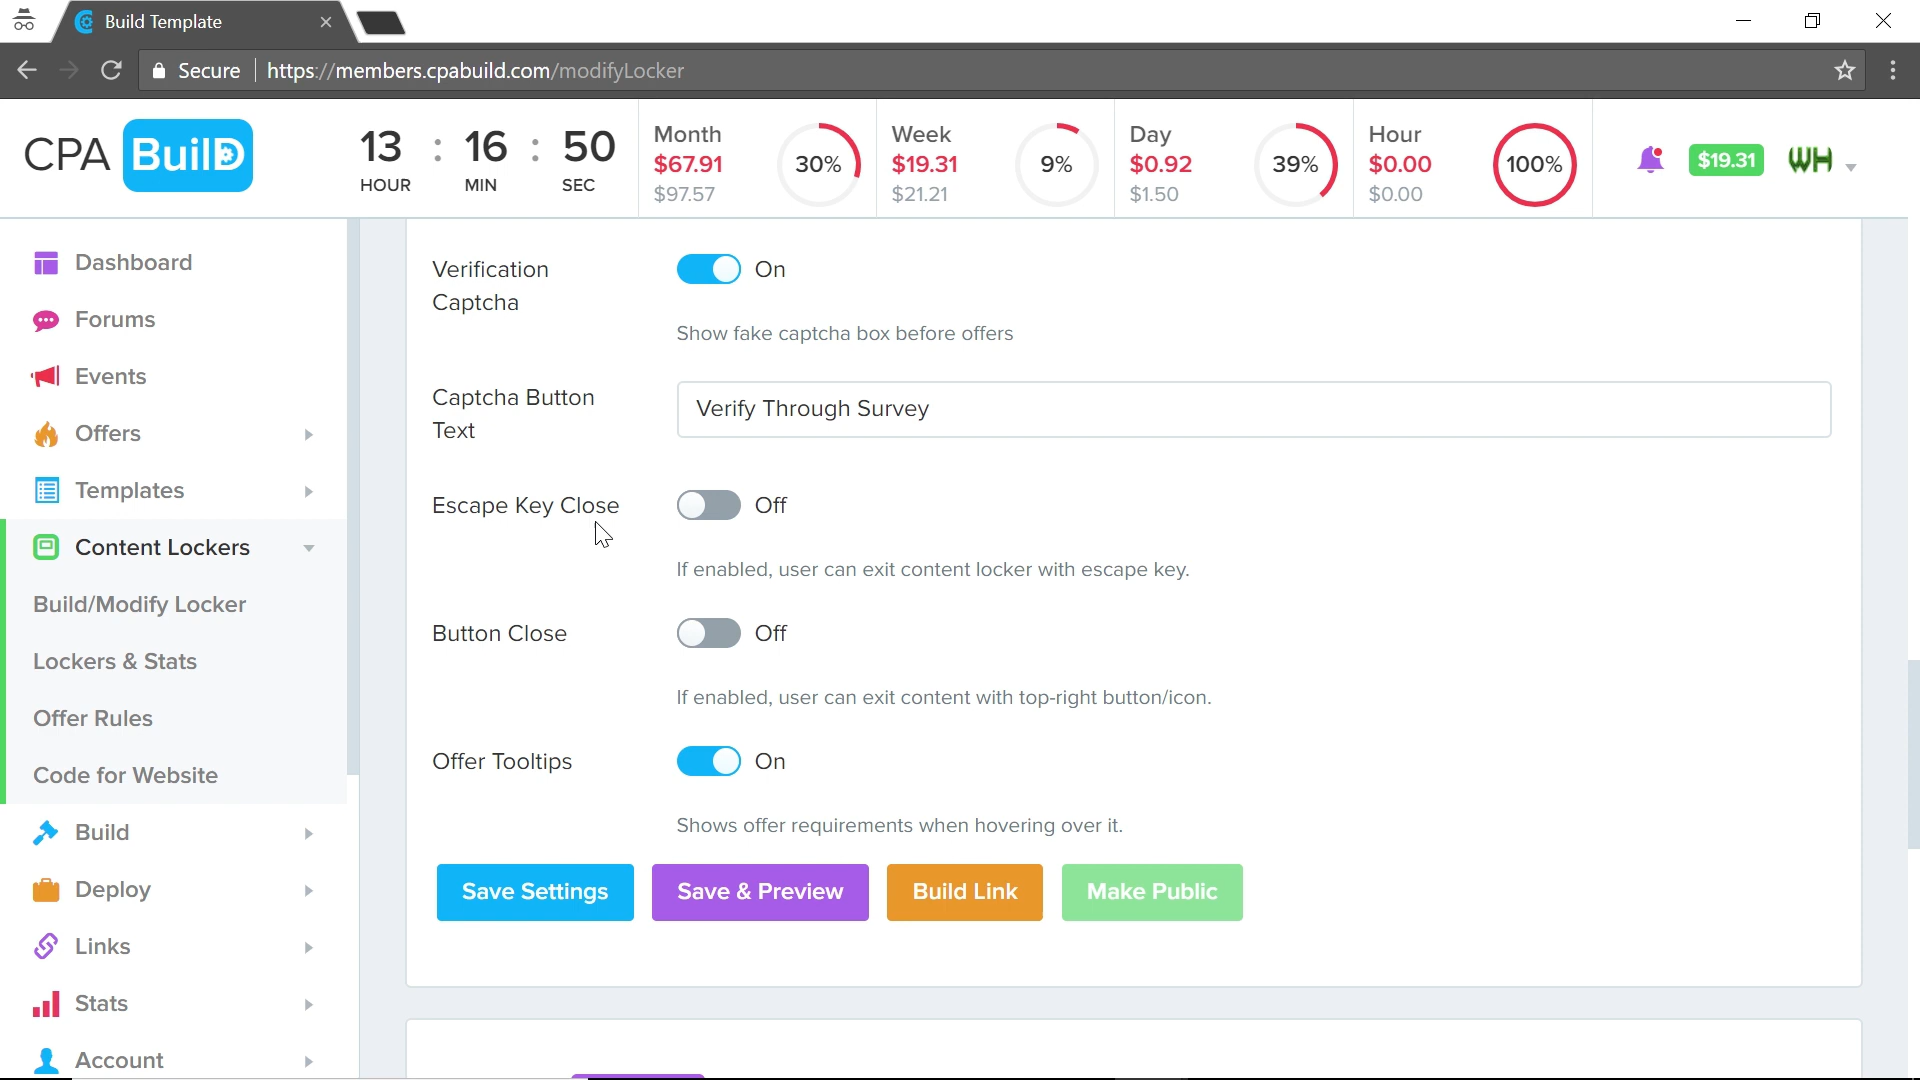 Build Template
Secure https://members.cpabuild.com/modifyLocker
CPA BuilD
13 : 16 : 50
HOUR MIN SEC
Month
$67.91
$97.57
30%
Week
$19.31
$21.21
9%
Day
$0.92
$1.50
39%
Hour
$0.00
$0.00
100%
$19.31
WH
Dashboard
Forums
Events
Offers
Templates
Content Lockers
Build/Modify Locker
Lockers & Stats
Offer Rules
Code for Website
Build
Deploy
Links
Stats
Account
Verification
Captcha
On
Show fake captcha box before offers
Captcha Button
Text
Verify Through Survey
Escape Key Close
Off
If enabled, user can exit content locker with escape key.
Button Close
Off
If enabled, user can exit content with top-right button/icon.
Offer Tooltips
On
Shows offer requirements when hovering over it.
Save Settings
Save & Preview
Build Link
Make Public